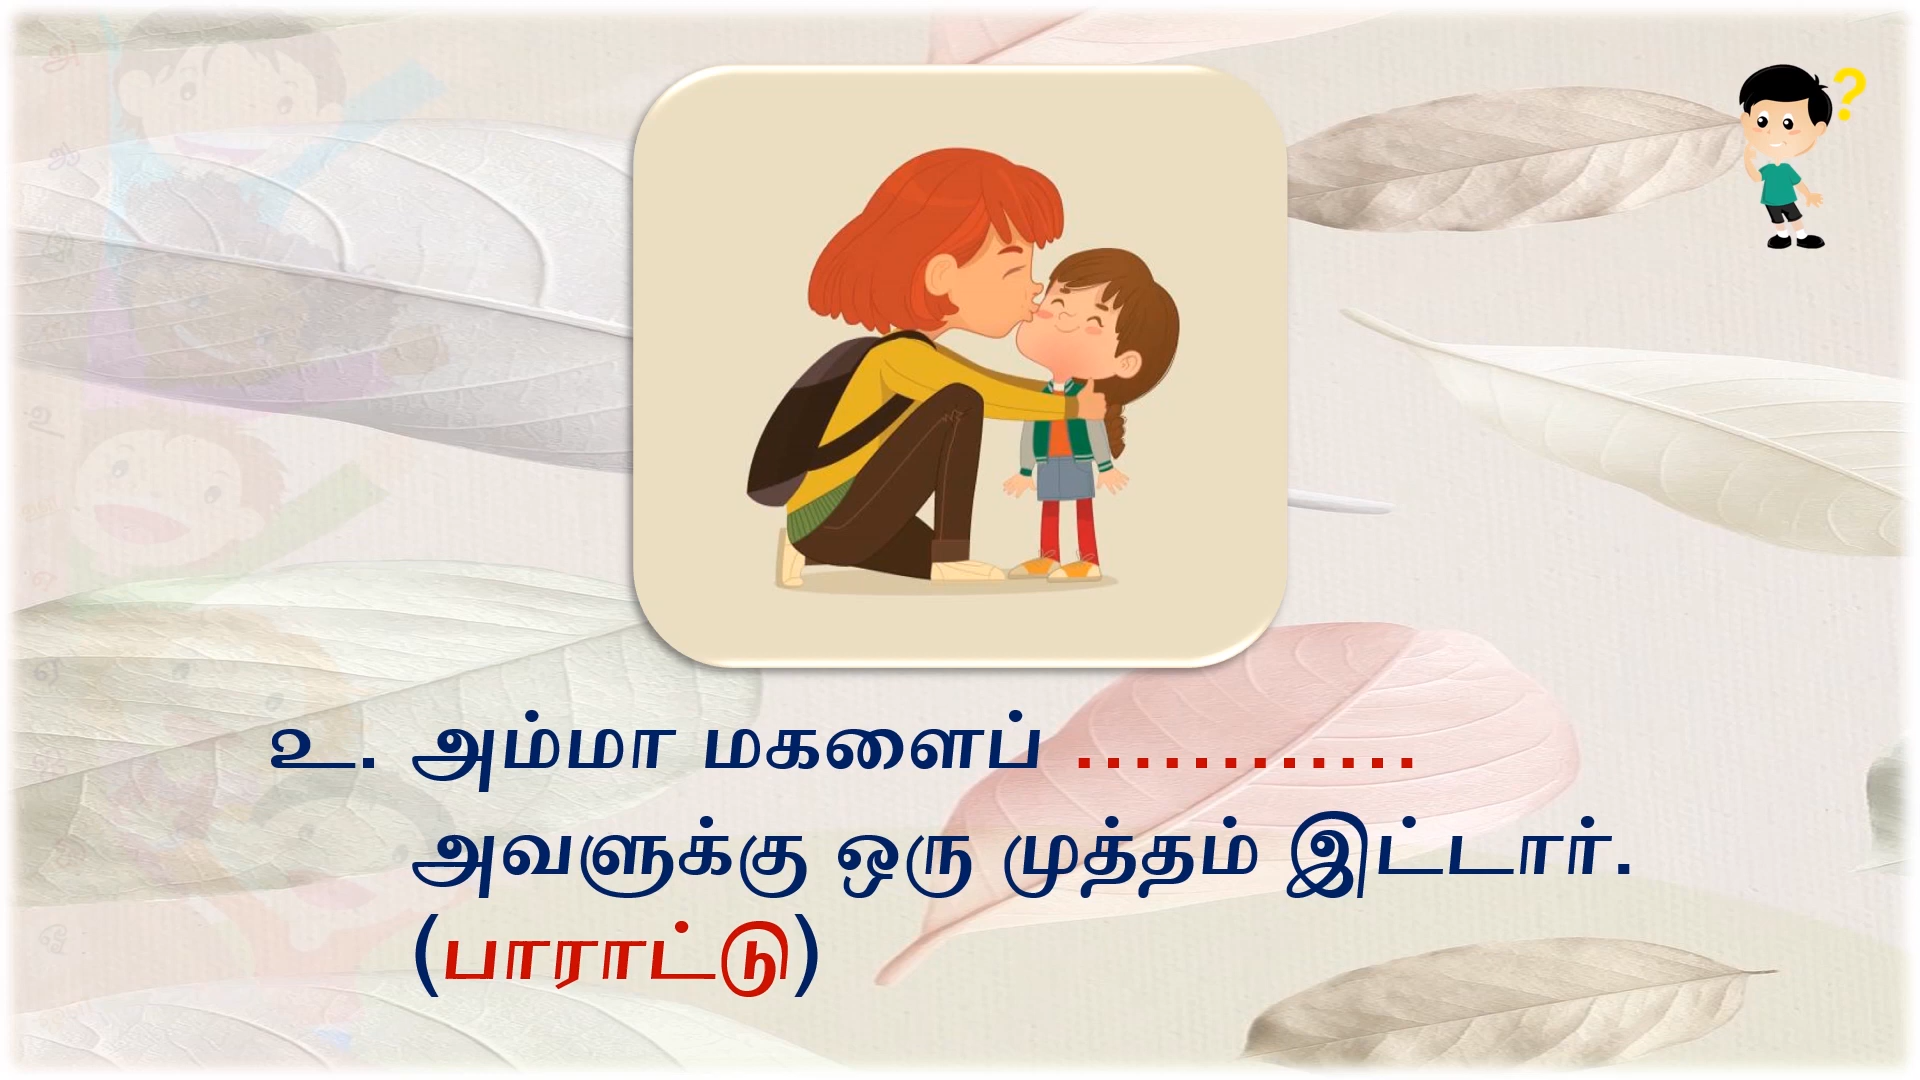 உ. அம்மா மகளைப் ............
அவளுக்கு ஒரு முத்தம் இட்டார்.
(பாராட்டு)